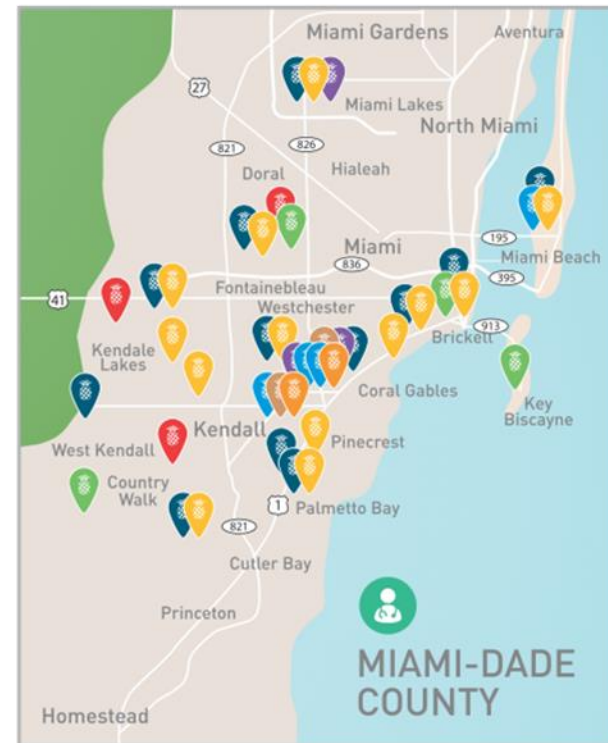 Miami Gardens
Aventura
27
Miami Lakes
North Miami
821
826
Doral
Hialeah
195
Miami
Miami Beach
836
395
Fontainebleau
41
Westchester
913
Brickell
Kendale
Lakes
Coral Gables
Key
Biscayne
Kendall
Pinecrest
West Kendall
Country
Walk
1
Palmetto Bay
821
Cutler Bay
Princeton
MIAMI-DADE
COUNTY
Homestead